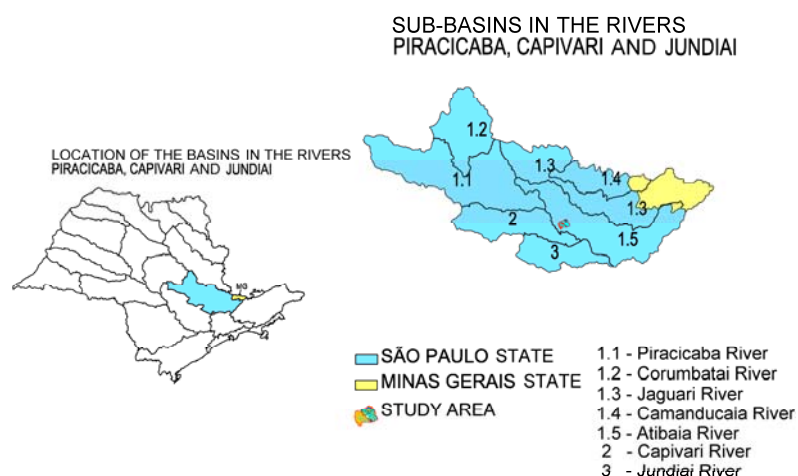 SUB-BASINS IN THE RIVERS
PIRACICABA, CAPIVARI AND JUNDIAI
LOCATION OF THE BASINS IN THE RIVERS
PIRACICABA, CAPIVARI AND JUNDIAI
1.2
1.3
1.4
1.1
1.3
2
1.5
3
MG
SÃO PAULO STATE
MINAS GERAIS STATE
STUDY AREA
1.1 - Piracicaba River
1.2 - Corumbatai River
1.3 - Jaguari River
1.4 - Camanducaia River
1.5 - Atibaia River
2 - Capivari River
3 - Jundiai River